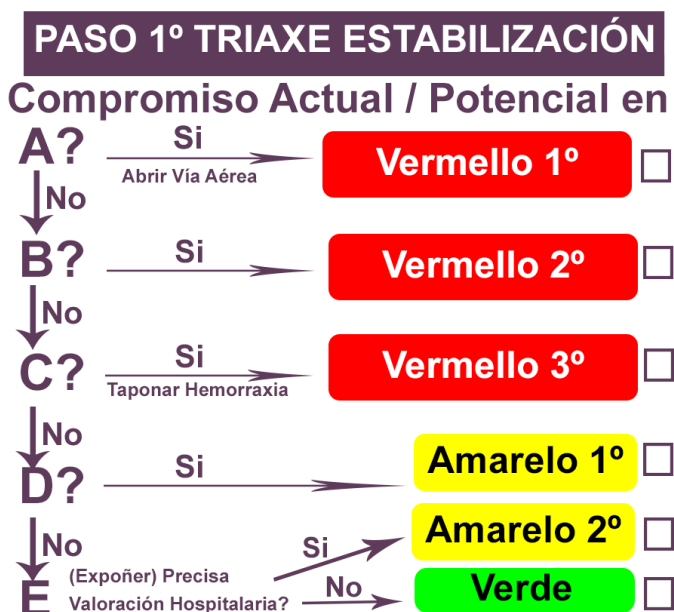 PASO 1º TRIAXE ESTABILIZACIÓN
Compromiso Actual / Potencial en
A? Si Vermello 1º
Abrir Vía Aérea
No
B? Si Vermello 2º
No
C? Si Vermello 3º
Taponar Hemorraxia
No
D? Si Amarelo 1º
No
Si Amarelo 2º
E (Expoñer) Precisa
Valoración Hospitalaria? No Verde